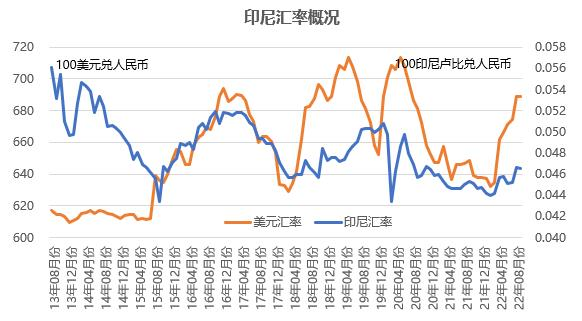 印尼汇率概况
100美元兑人民币
100印尼卢比兑人民币
720
700
680
660
640
620
600
0.058
0.056
0.054
0.052
0.050
0.048
0.046
0.044
0.042
0.040
美元汇率
印尼汇率
13年08月份
13年12月份
14年04月份
14年08月份
14年12月份
15年04月份
15年08月份
15年12月份
16年04月份
16年08月份
16年12月份
17年04月份
17年08月份
17年12月份
18年04月份
18年08月份
18年12月份
19年04月份
19年08月份
19年12月份
20年04月份
20年08月份
20年12月份
21年04月份
21年08月份
21年12月份
22年04月份
22年08月份